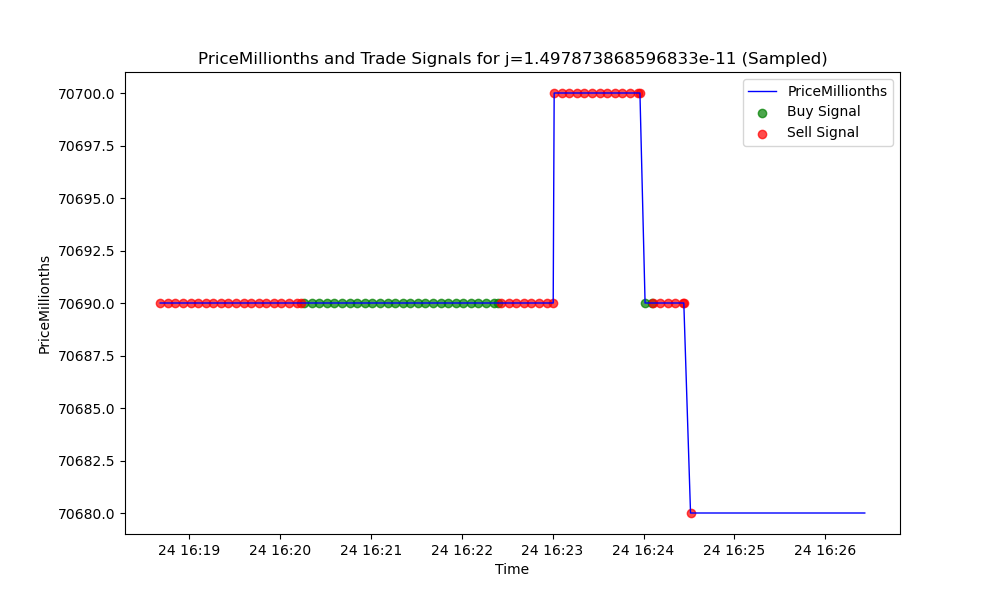 PriceMillionths and Trade Signals for j=1.497873868596833e-11 (Sampled)
PriceMillionths
Buy Signal
Sell Signal
70700.0
70697.5
70695.0
70692.5
70690.0
70687.5
70685.0
70682.5
70680.0
PriceMillionths
24 16:19 24 16:20 24 16:21 24 16:22 24 16:23 24 16:24 24 16:25 24 16:26
Time